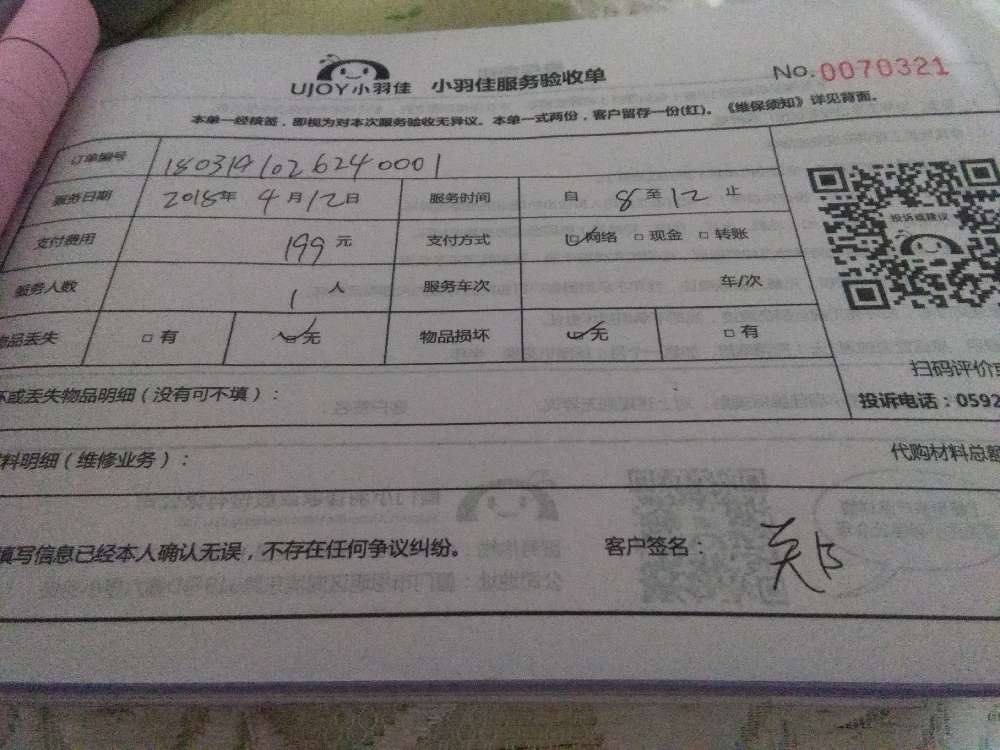 UJOY小羽佳 小羽佳服务验收单 No.0070321
本单一经核签，即视为对本次服务验收无异议。本单一式两份，客户留存一份(红)。《维保须知》详见背面。
订单编号 1803191026240001
服务日期 2018年 4月12日 服务时间 自 8 至 12 止
支付费用 199 元 支付方式 网络 现金 转账
服务人数 1 人 服务车次 车/次
物品丢失 有 无 物品损坏 无 有
投诉或建议
扫码评价或
坏或丢失物品明细（没有可不填）：
投诉电话：0592
料明细（维修业务）： 代购材料总额
填写信息已经本人确认无误，不存在任何争议纠纷。 客户签名：郑